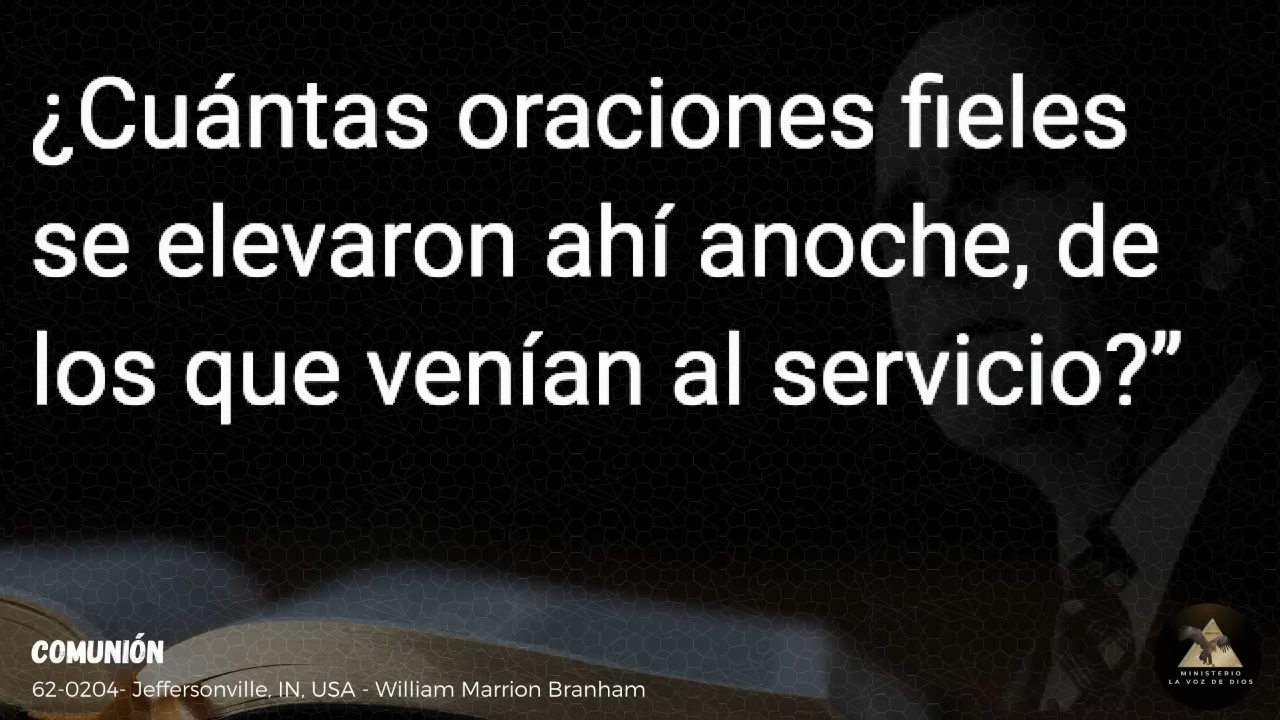 ¿Cuántas oraciones fieles
se elevaron ahí anoche, de
los que venían al servicio?”
COMUNIÓN
62-0204- Jeffersonville, IN, USA - William Marrion Branham
MINISTERIO
LA VOZ DE DIOS